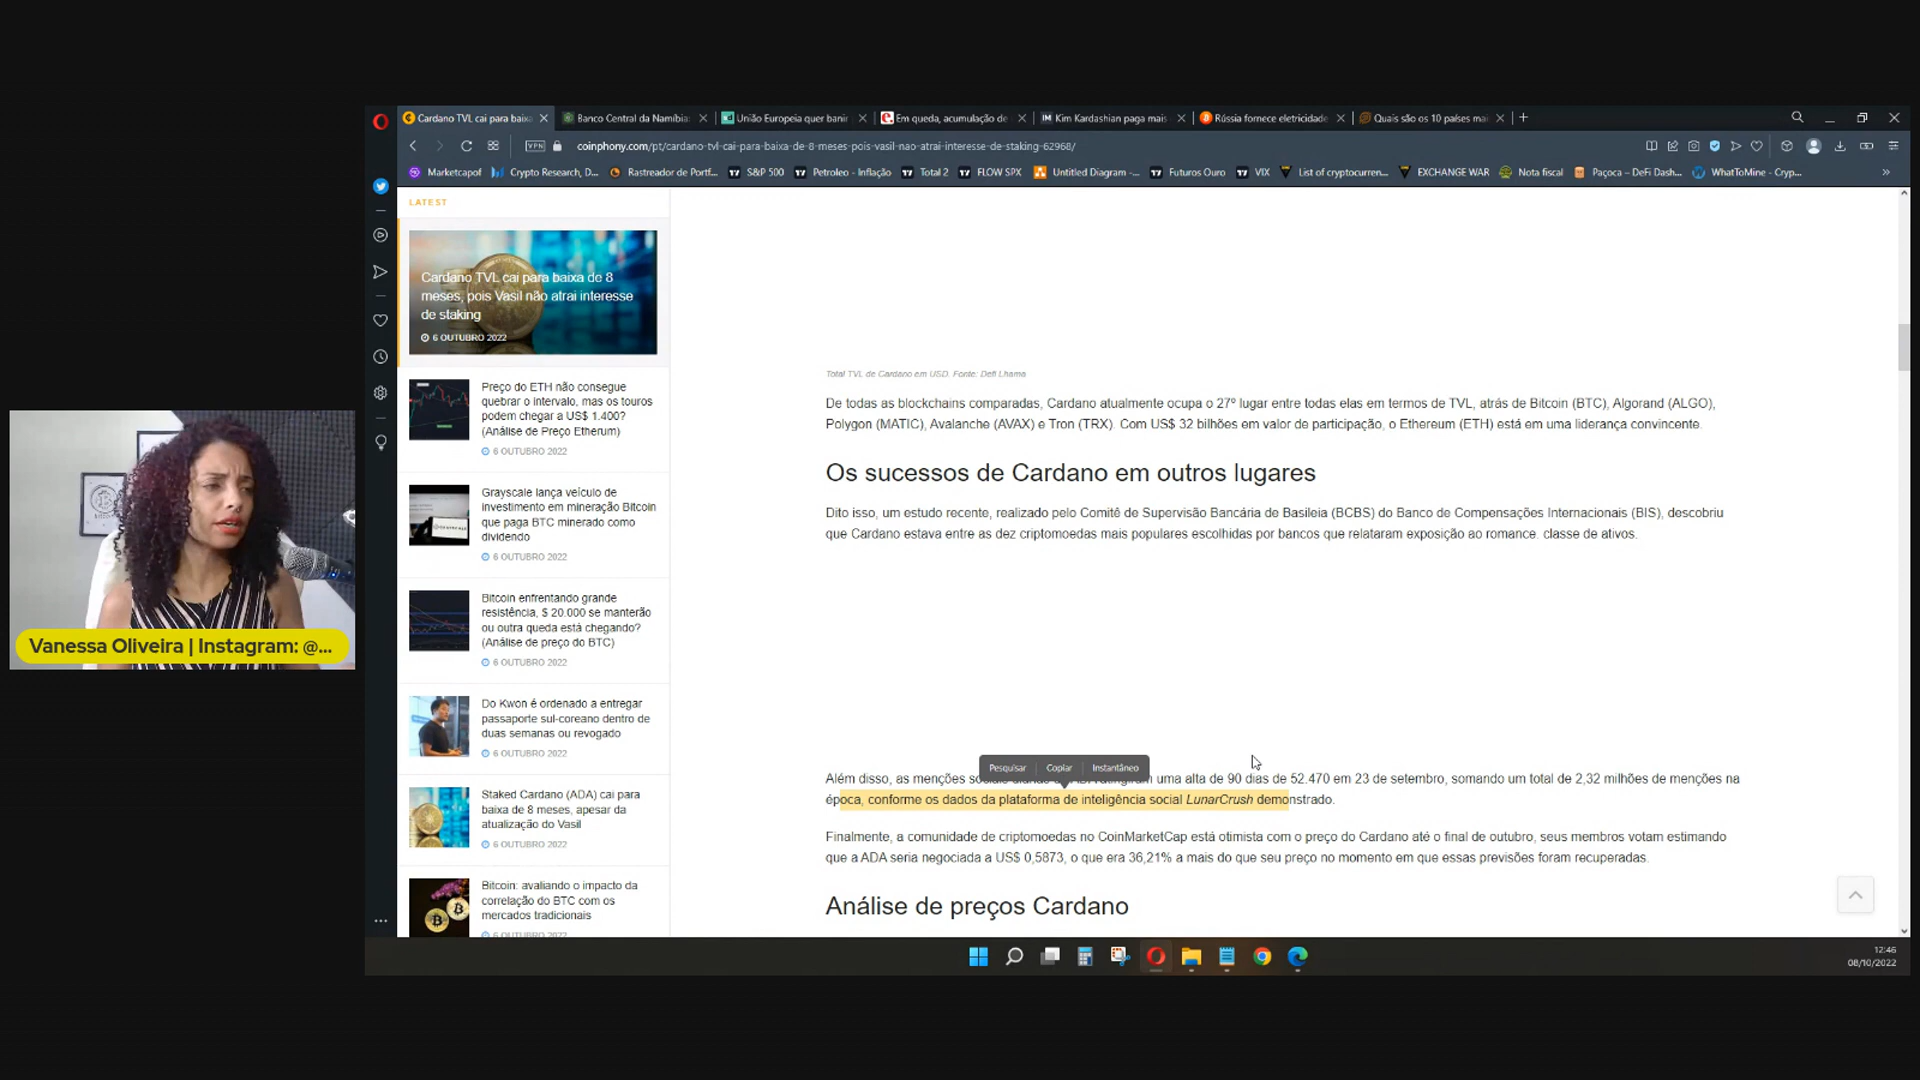 Cardano TVL cai para baixa
Banco Central da Namíbia:
União Europeia quer banir
Em queda, acumulação de
Kim Kardashian paga mais
Rússia fornece eletricidade
Quais são os 10 países mai
VPN
coinphony.com/pt/cardano-tvl-cai-para-baixa-de-8-meses-pois-vasil-nao-atrai-interesse-de-staking-62968/
Marketcapof
Crypto Research, D...
Rastreador de Portf...
S&P 500
Petroleo - Inflação
Total 2
FLOW SPX
Untitled Diagram -...
Futuros Ouro
VIX
List of cryptocurren...
EXCHANGE WAR
Nota fiscal
Paçoca – DeFi Dash...
WhatToMine - Cryp...
LATEST
Cardano TVL cai para baixa de 8
meses, pois Vasil não atrai interesse
de staking
6 OUTUBRO 2022
Preço do ETH não consegue
quebrar o intervalo, mas os touros
podem chegar a US$ 1.400?
(Análise de Preço Etherum)
6 OUTUBRO 2022
Grayscale lança veículo de
investimento em mineração Bitcoin
que paga BTC minerado como
dividendo
6 OUTUBRO 2022
Bitcoin enfrentando grande
resistência, $ 20.000 se manterão
ou outra queda está chegando?
(Análise de preço do BTC)
6 OUTUBRO 2022
Do Kwon é ordenado a entregar
passaporte sul-coreano dentro de
duas semanas ou revogado
6 OUTUBRO 2022
Staked Cardano (ADA) cai para
baixa de 8 meses, apesar da
atualização do Vasil
6 OUTUBRO 2022
Bitcoin: avaliando o impacto da
correlação do BTC com os
mercados tradicionais
6 OUTUBRO 2022
Total TVL de Cardano em USD. Fonte: Defi Lhama
De todas as blockchains comparadas, Cardano atualmente ocupa o 27º lugar entre todas elas em termos de TVL, atrás de Bitcoin (BTC), Algorand (ALGO),
Polygon (MATIC), Avalanche (AVAX) e Tron (TRX). Com US$ 32 bilhões em valor de participação, o Ethereum (ETH) está em uma liderança convincente.
Os sucessos de Cardano em outros lugares
Dito isso, um estudo recente, realizado pelo Comitê de Supervisão Bancária de Basileia (BCBS) do Banco de Compensações Internacionais (BIS), descobriu
que Cardano estava entre as dez criptomoedas mais populares escolhidas por bancos que relataram exposição ao romance. classe de ativos.
Pesquisar Copiar Instantâneo
Além disso, as menções uma alta de 90 dias de 52.470 em 23 de setembro, somando um total de 2,32 milhões de menções na
época, conforme os dados da plataforma de inteligência social LunarCrush demonstrado.
Finalmente, a comunidade de criptomoedas no CoinMarketCap está otimista com o preço do Cardano até o final de outubro, seus membros votam estimando
que a ADA seria negociada a US$ 0,5873, o que era 36,21% a mais do que seu preço no momento em que essas previsões foram recuperadas.
Análise de preços Cardano
Vanessa Oliveira | Instagram: @...
12:46
08/10/2022